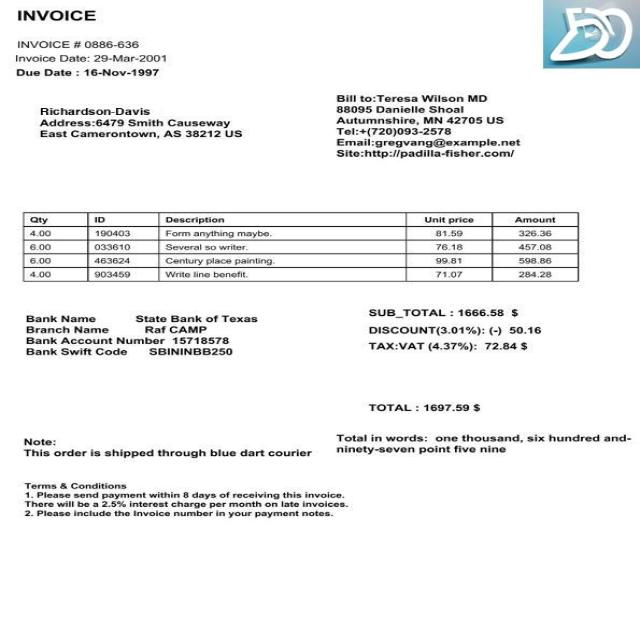 INVOICE
INVOICE # 0886-636
Invoice Date: 29-Mar-2001
Due Date : 16-Nov-1997
Richardson-Davis
Address:6479 Smith Causeway
East Camerontown, AS 38212 US
Bill to:Teresa Wilson MD
88095 Danielle Shoal
Autumnshire, MN 42705 US
Tel:+(720)093-2578
Email:gregvang@example.net
Site:http://padilla-fisher.com/
Qty ID Description Unit price Amount
4.00 190403 Form anything maybe. 81.59 326.36
6.00 033610 Several so writer. 76.18 457.08
6.00 463624 Century place painting. 99.81 598.86
4.00 903459 Write line benefit. 71.07 284.28
Bank Name State Bank of Texas
Branch Name Raf CAMP
Bank Account Number 15718578
Bank Swift Code SBININBB250
SUB_TOTAL : 1666.58 $
DISCOUNT(3.01%): (-) 50.16
TAX:VAT (4.37%): 72.84 $
TOTAL : 1697.59 $
Total in words: one thousand, six hundred and-
ninety-seven point five nine
Note:
This order is shipped through blue dart courier
Terms & Conditions
1. Please send payment within 8 days of receiving this invoice.
There will be a 2.5% interest charge per month on late invoices.
2. Please include the Invoice number in your payment notes.